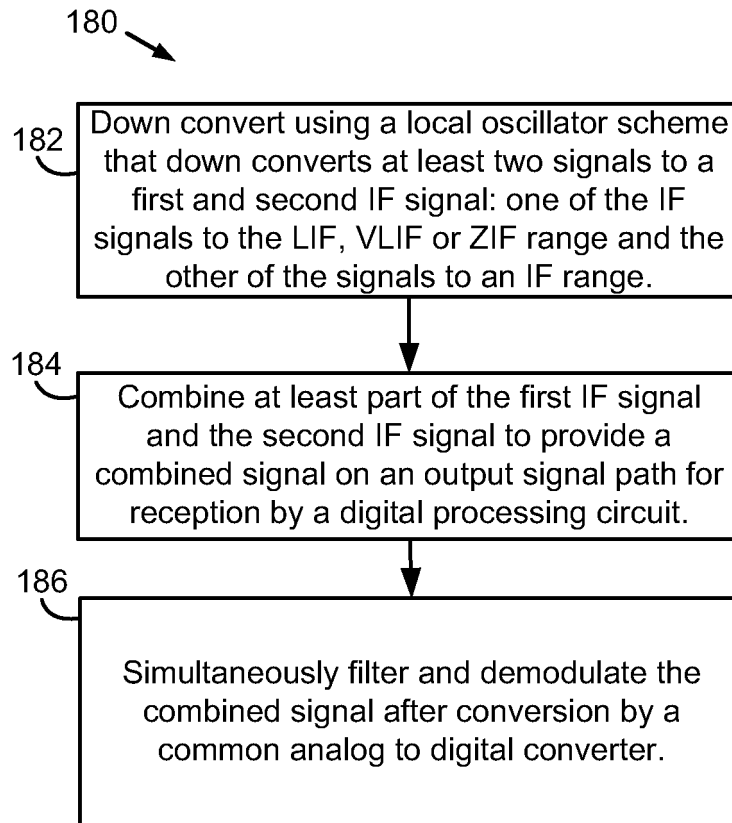 180
182
Down convert using a local oscillator scheme
that down converts at least two signals to a
first and second IF signal: one of the IF
signals to the LIF, VLIF or ZIF range and the
other of the signals to an IF range.
184
Combine at least part of the first IF signal
and the second IF signal to provide a
combined signal on an output signal path for
reception by a digital processing circuit.
186
Simultaneously filter and demodulate the
combined signal after conversion by a
common analog to digital converter.